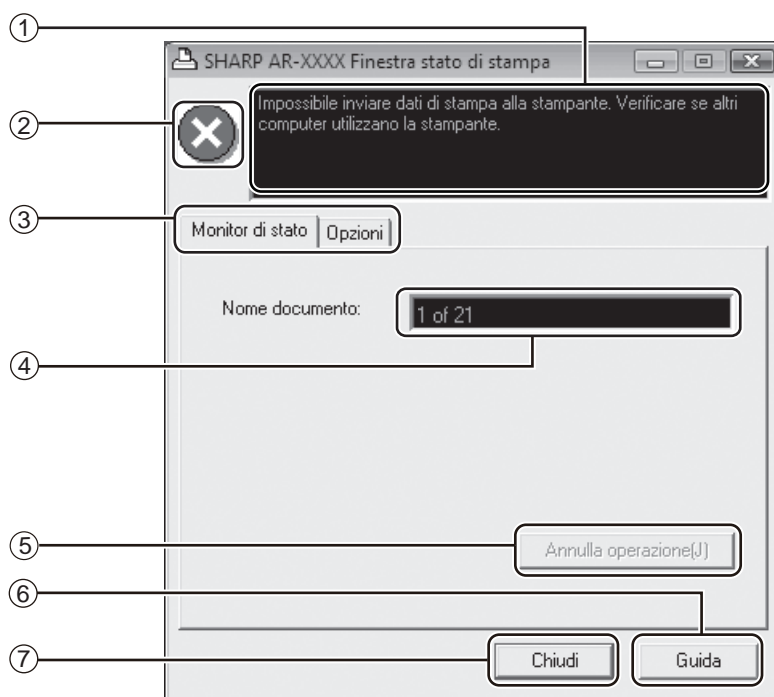 ①
SHARP AR-XXXX Finestra stato di stampa
②
Impossibile inviare dati di stampa alla stampante. Verificare se altri
computer utilizzano la stampante.
③
Monitor di stato
Opzioni
Nome documento:
1 of 21
④
⑤
Annulla operazione(J)
⑥
⑦
Chiudi
Guida